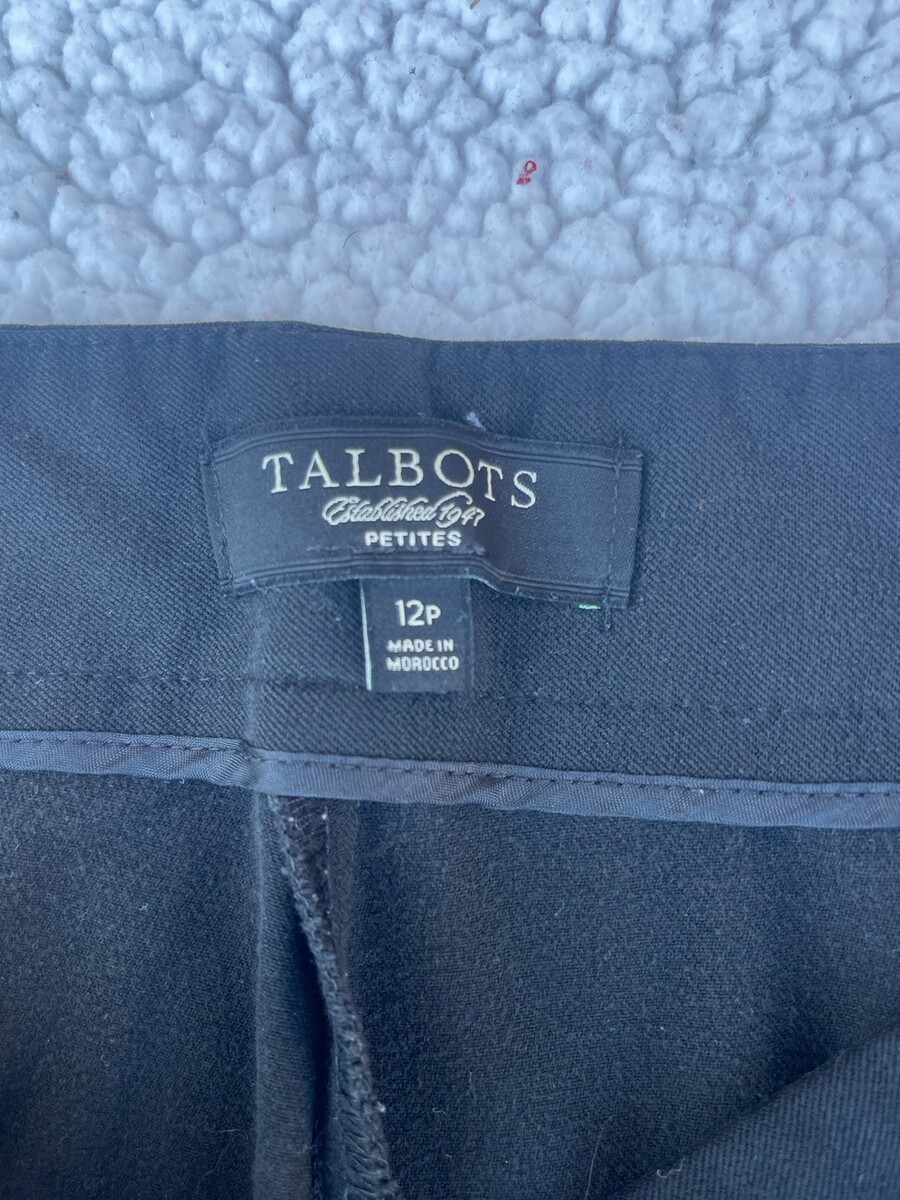 TALBOTS
Established 1947
PETITES
12P
MADE IN
MOROCCO